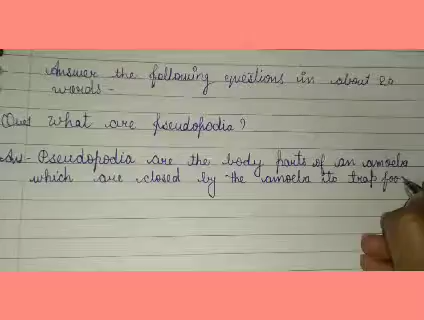 Answer the following questions in about 20
words -
Ques What are pseudopodia?
Ans - Pseudopodia are the body parts of an amoeba
which are closed by the amoeba to trap foo